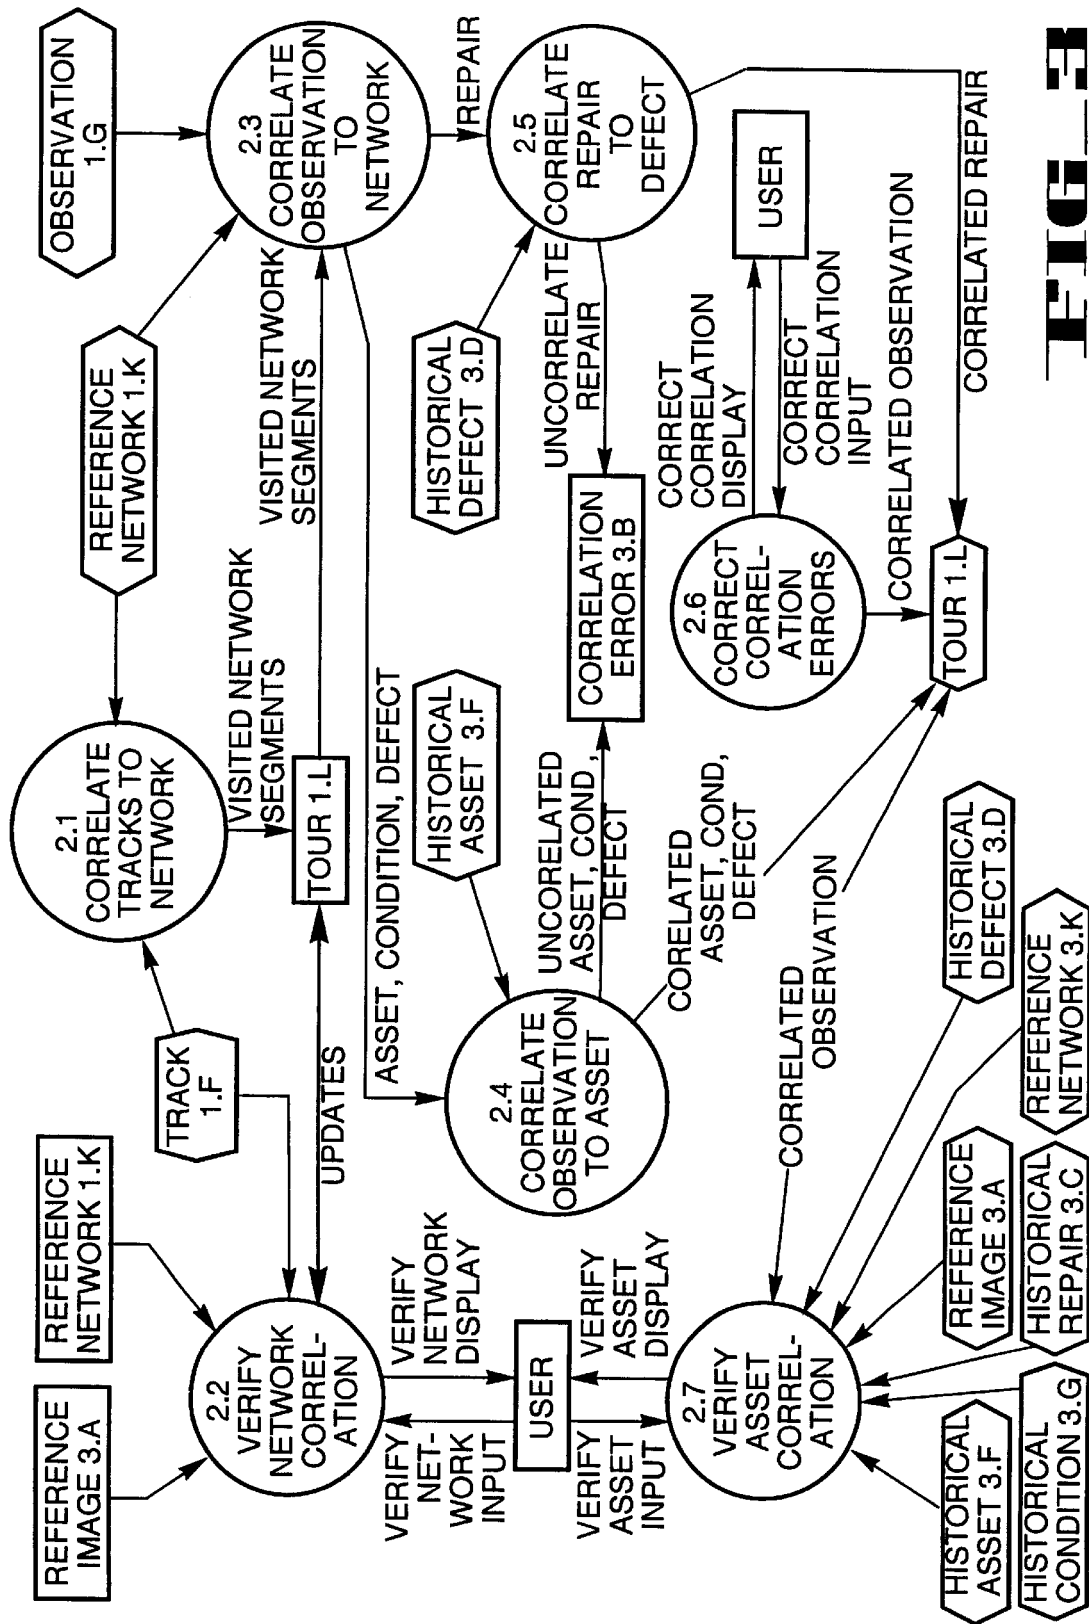 REFERENCE
IMAGE 3.A
REFERENCE
NETWORK 1.K
TRACK
1.F
2.1
CORRELATE
TRACKS TO
NETWORK
REFERENCE
NETWORK 1.K
OBSERVATION
1.G
2.2
VERIFY
NETWORK
CORREL-
ATION
UPDATES
TOUR 1.L
VISITED NETWORK
SEGMENTS
VISITED NETWORK
SEGMENTS
2.3
CORRELATE
OBSERVATION
TO
NETWORK
ASSET, CONDITION, DEFECT
REPAIR
VERIFY
NET-
WORK
INPUT
VERIFY
NETWORK
DISPLAY
USER
VERIFY
ASSET
INPUT
VERIFY
ASSET
DISPLAY
2.4
CORRELATE
OBSERVATION
TO ASSET
HISTORICAL
ASSET 3.F
HISTORICAL
DEFECT 3.D
2.5
CORRELATE
REPAIR
TO
DEFECT
UNCORRELATE
REPAIR
UNCORELATED
ASSET, COND,
DEFECT
CORRELATION
ERROR 3.B
CORELATED
ASSET, COND,
DEFECT
2.6
CORRECT
CORREL-
ATION
ERRORS
CORRECT
CORRELATION
DISPLAY
USER
CORRECT
CORRELATION
INPUT
2.7
VERIFY
ASSET
CORREL-
ATION
CORRELATED
OBSERVATION
CORRELATED OBSERVATION
TOUR 1.L
CORRELATED REPAIR
HISTORICAL
ASSET 3.F
HISTORICAL
CONDITION 3.G
REFERENCE
IMAGE 3.A
HISTORICAL
REPAIR 3.C
HISTORICAL
DEFECT 3.D
REFERENCE
NETWORK 3.K
FIG_3